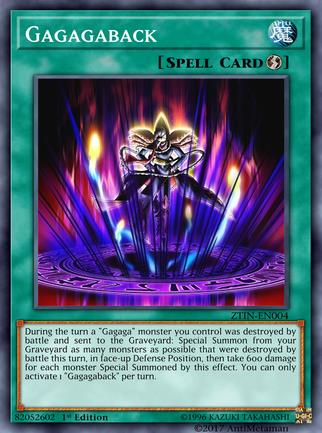 Gagagaback
[Spell Card]
ZTIN-EN004
During the turn a "Gagaga" monster you control was destroyed by
battle and sent to the Graveyard: Special Summon from your
Graveyard as many monsters as possible that were destroyed by
battle this turn, in face-up Defense Position, then take 600 damage
for each monster Special Summoned by this effect. You can only
activate 1 "Gagagaback" per turn.
82052602
1st Edition
©1996 KAZUKI TAKAHASHI
©2017 AntiMetaman